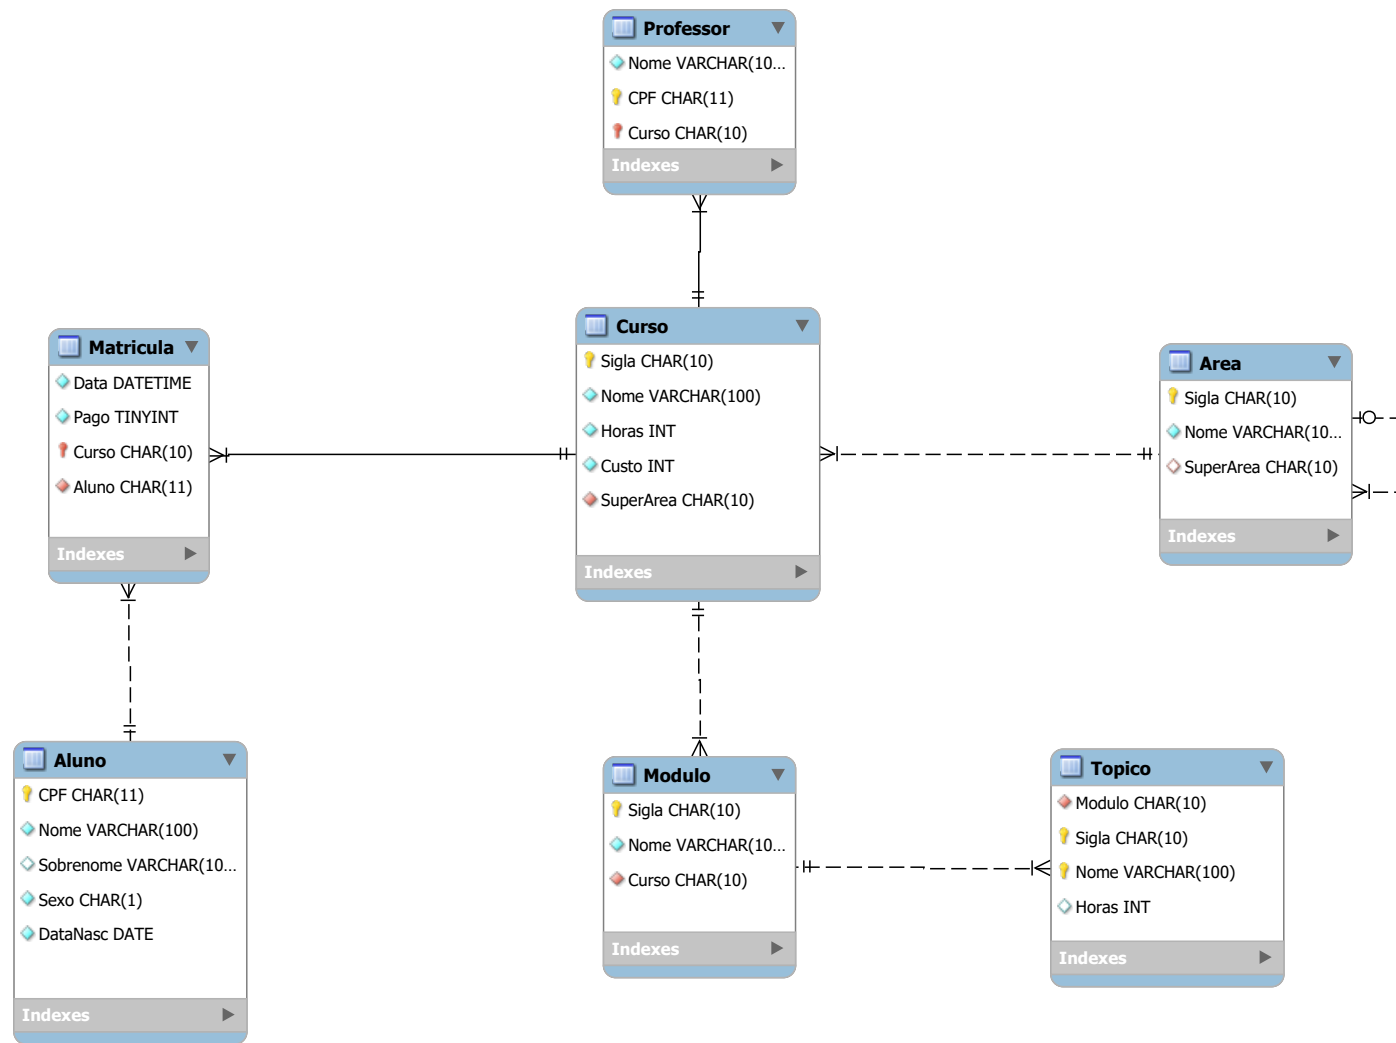 Professor
Nome VARCHAR(10...
CPF CHAR(11)
Curso CHAR(10)
Indexes
Matricula
Data DATETIME
Pago TINYINT
Curso CHAR(10)
Aluno CHAR(11)
Indexes
Curso
Sigla CHAR(10)
Nome VARCHAR(100)
Horas INT
Custo INT
SuperArea CHAR(10)
Indexes
Area
Sigla CHAR(10)
Nome VARCHAR(10...
SuperArea CHAR(10)
Indexes
Aluno
CPF CHAR(11)
Nome VARCHAR(100)
Sobrenome VARCHAR(10...
Sexo CHAR(1)
DataNasc DATE
Indexes
Modulo
Sigla CHAR(10)
Nome VARCHAR(10...
Curso CHAR(10)
Indexes
Topico
Modulo CHAR(10)
Sigla CHAR(10)
Nome VARCHAR(100)
Horas INT
Indexes